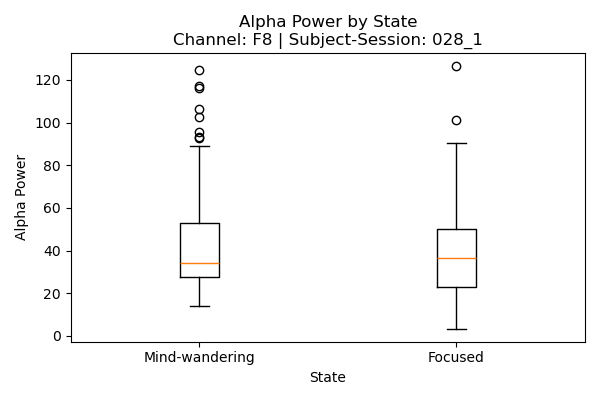 Alpha Power by State
Channel: F8 | Subject-Session: 028_1
Alpha Power
120
100
80
60
40
20
0
Mind-wandering
Focused
State